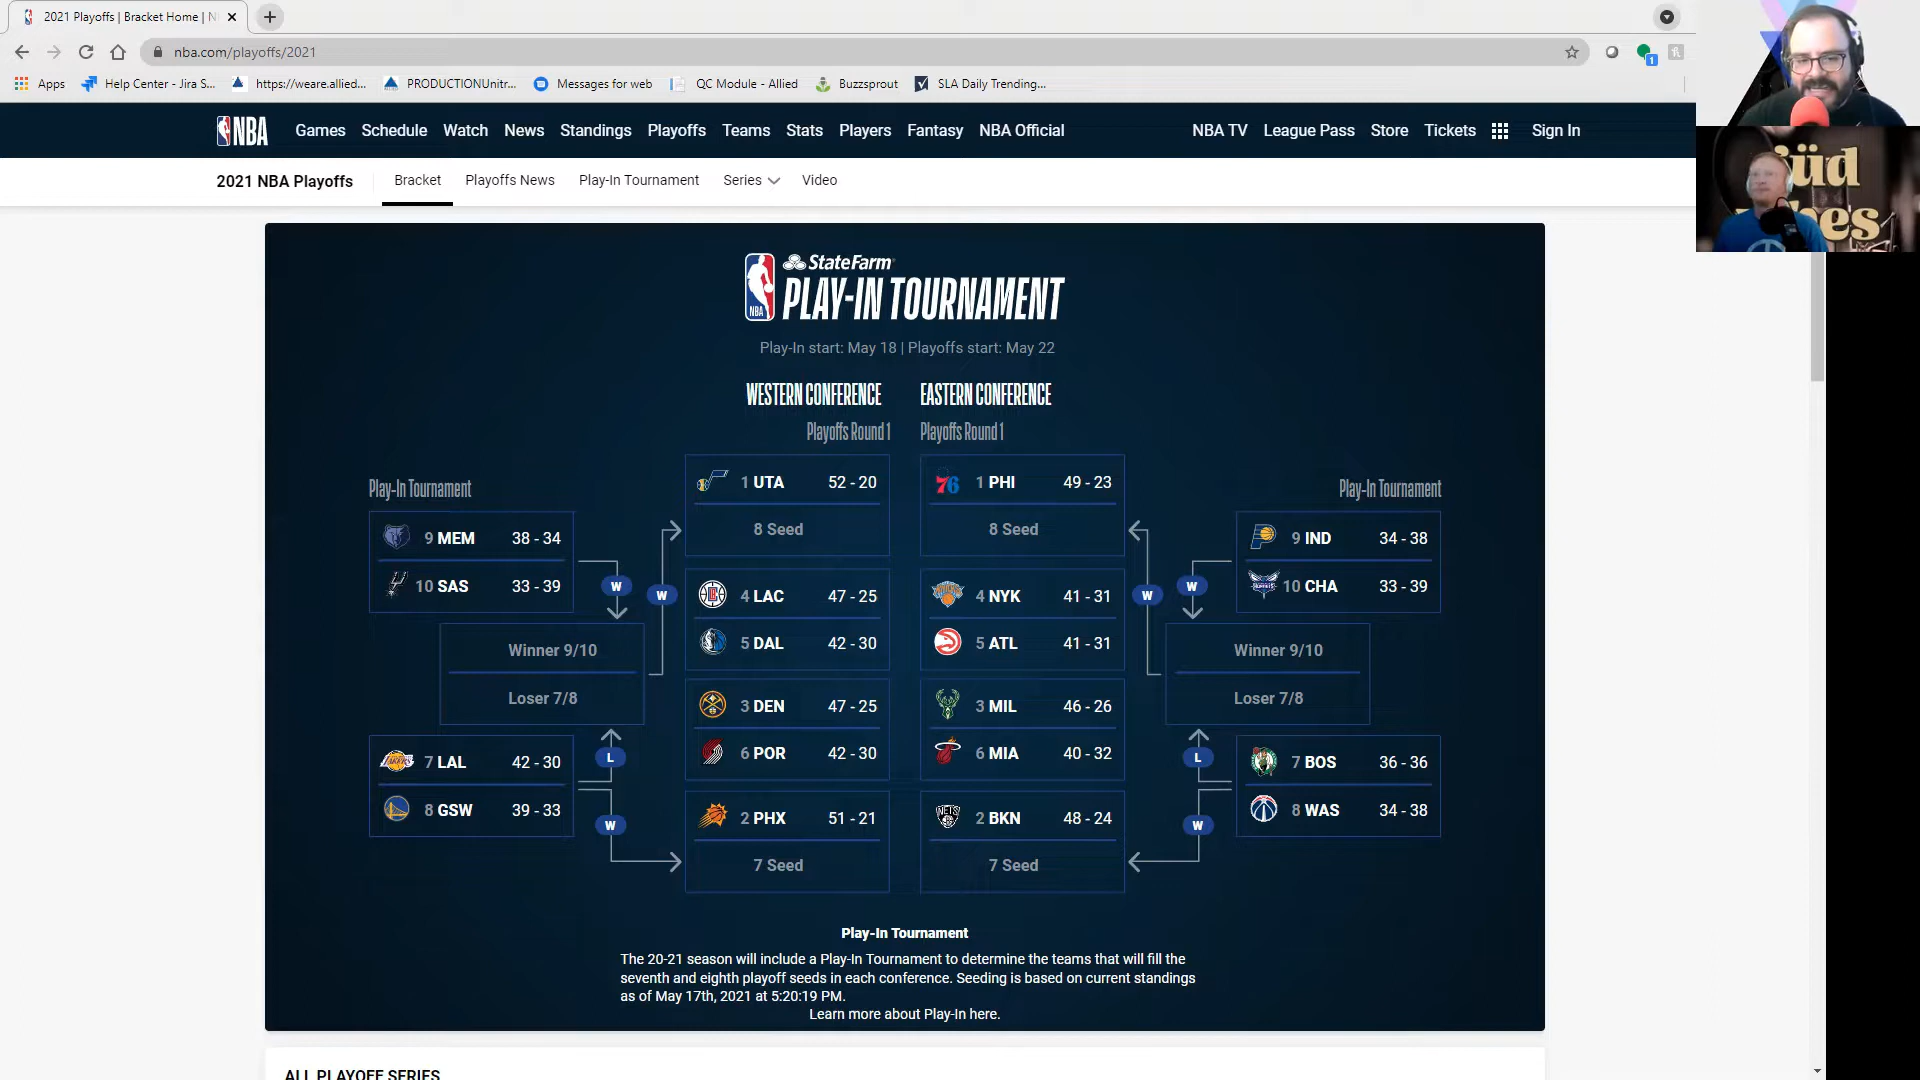 2021 Playoffs | Bracket Home | N
nba.com/playoffs/2021
Apps
Help Center - Jira S...
https://weare.allied...
PRODUCTIONUnitr...
Messages for web
QC Module - Allied
Buzzsprout
SLA Daily Trending...
1
NBA
Games
Schedule
Watch
News
Standings
Playoffs
Teams
Stats
Players
Fantasy
NBA Official
NBA TV
League Pass
Store
Tickets
Sign In
2021 NBA Playoffs
Bracket
Playoffs News
Play-In Tournament
Series
Video
StateFarm
NBA
PLAY-IN TOURNAMENT
Play-In start: May 18 | Playoffs start: May 22
WESTERN CONFERENCE
EASTERN CONFERENCE
Playoffs Round 1
Playoffs Round 1
Play-In Tournament
9 MEM 38 - 34
10 SAS 33 - 39
W
Winner 9/10
Loser 7/8
W
L
7 LAL 42 - 30
8 GSW 39 - 33
W
1 UTA 52 - 20
8 Seed
4 LAC 47 - 25
5 DAL 42 - 30
3 DEN 47 - 25
6 POR 42 - 30
2 PHX 51 - 21
7 Seed
76 1 PHI 49 - 23
8 Seed
4 NYK 41 - 31
5 ATL 41 - 31
3 MIL 46 - 26
6 MIA 40 - 32
NETS 2 BKN 48 - 24
7 Seed
Play-In Tournament
9 IND 34 - 38
10 CHA 33 - 39
W
W
Winner 9/10
Loser 7/8
L
7 BOS 36 - 36
8 WAS 34 - 38
W
Play-In Tournament
The 20-21 season will include a Play-In Tournament to determine the teams that will fill the
seventh and eighth playoff seeds in each conference. Seeding is based on current standings
as of May 17th, 2021 at 5:20:19 PM.
Learn more about Play-In here.
ALL PLAYOFF SERIES